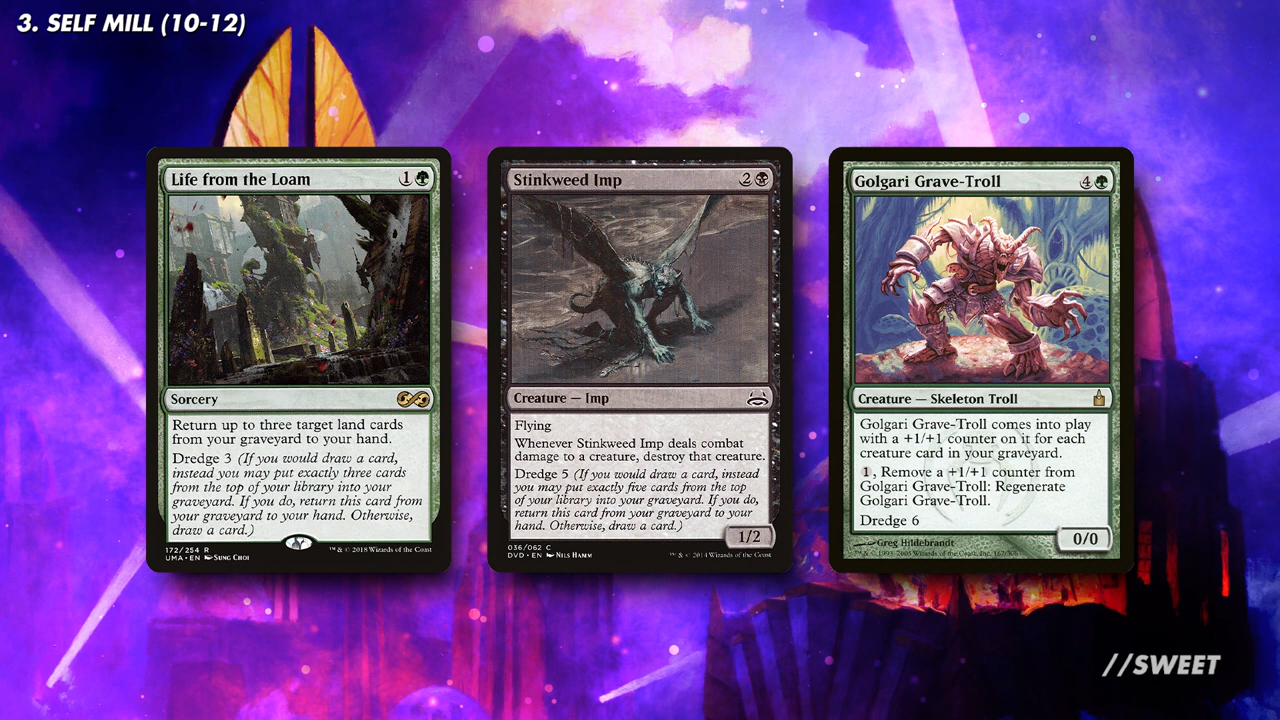 3. SELF MILL (10-12)
Life from the Loam 1
Sorcery
Return up to three target land cards
from your graveyard to your hand.
Dredge 3 (If you would draw a card,
instead you may put exactly three cards
from the top of your library into your
graveyard. If you do, return this card from
your graveyard to your hand. Otherwise,
draw a card.)
172/254 R
UMA • EN Sung Choi
™ & © 2018 Wizards of the Coast
Stinkweed Imp 2
Creature — Imp
Flying
Whenever Stinkweed Imp deals combat
damage to a creature, destroy that creature.
Dredge 5 (If you would draw a card, instead
you may put exactly five cards from the top
of your library into your graveyard. If you do,
return this card from your graveyard to your
hand. Otherwise, draw a card.)
1/2
036/062 C
DVD • EN Nils Hamm
™ & © 2014 Wizards of the Coast
Golgari Grave-Troll 4
Creature — Skeleton Troll
Golgari Grave-Troll comes into play
with a +1/+1 counter on it for each
creature card in your graveyard.
1, Remove a +1/+1 counter from
Golgari Grave-Troll: Regenerate
Golgari Grave-Troll.
Dredge 6
0/0
Greg Hildebrandt
™ & © 1993–2005 Wizards of the Coast, Inc.
//SWEET